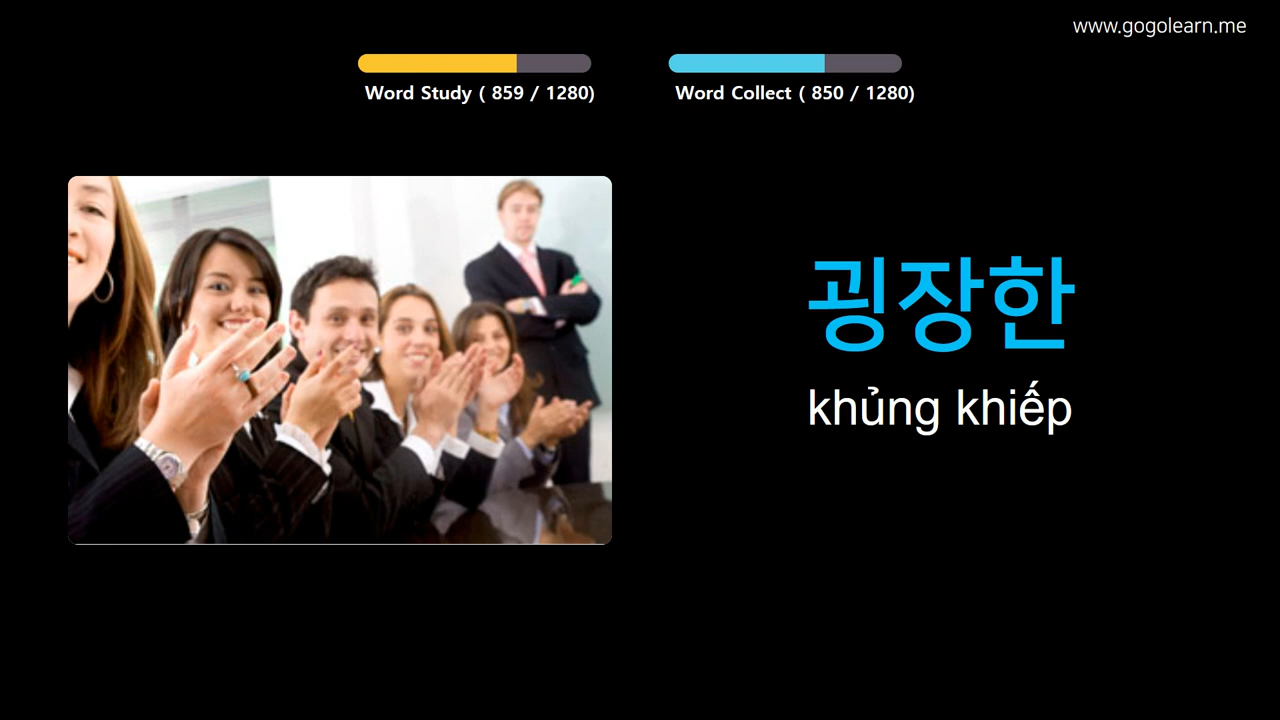 www.gogolearn.me
Word Study ( 859 / 1280)
Word Collect ( 850 / 1280)
굉장한
khủng khiếp